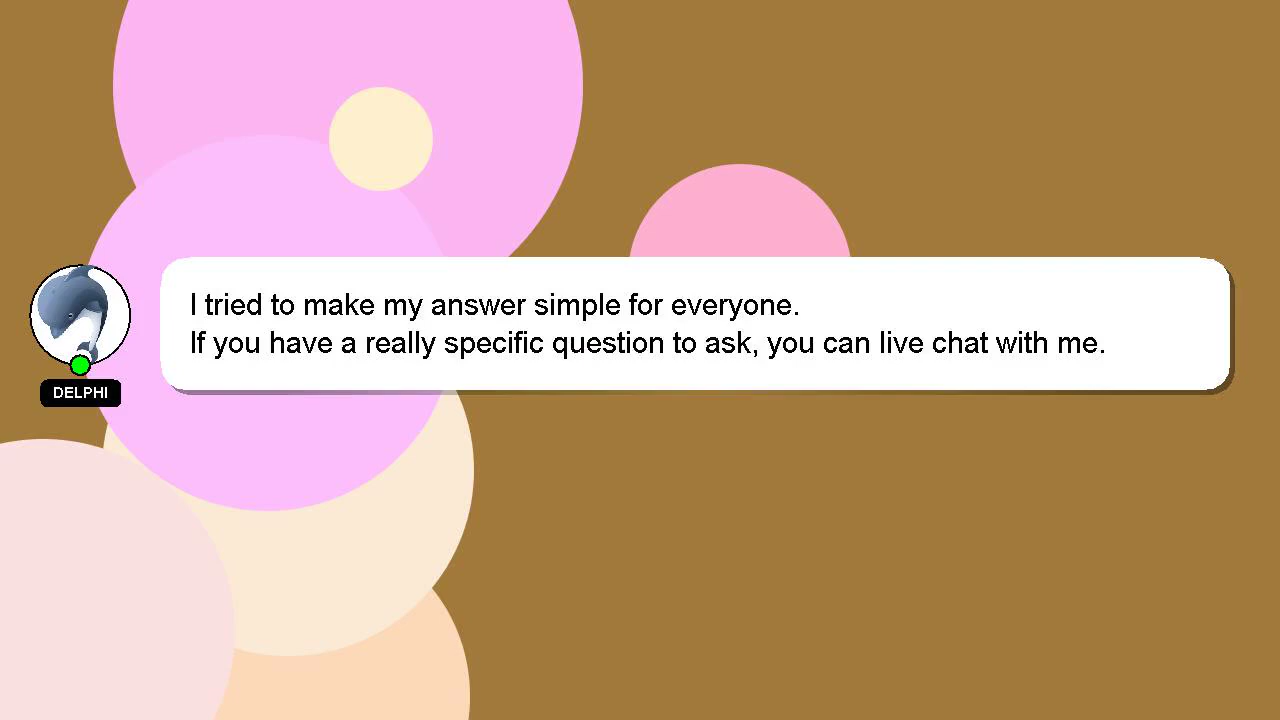 I tried to make my answer simple for everyone.
If you have a really specific question to ask, you can live chat with me.
DELPHI